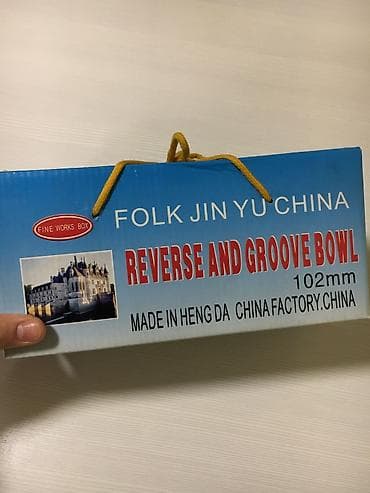 FOLK JIN YU CHINA
FINE WORKS BOX
REVERSE AND GROOVE BOWL
102mm
MADE IN HENG DA CHINA FACTORY.CHINA